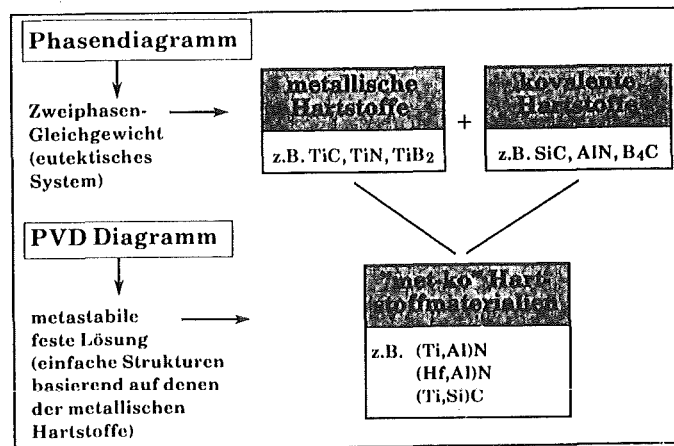 Phasendiagramm
Zweiphasen-
Gleichgewicht
(eutektisches
System)
metallische
Hartstoffe
z.B. TiC, TiN, TiB₂
+
kovalente
Hartstoffe
z.B. SiC, AlN, B₄C
PVD Diagramm
metastabile
feste Lösung
(einfache Strukturen
basierend auf denen
der metallischen
Hartstoffe)
"met-ko" Hart-
stoffmaterialien
z.B. (Ti,Al)N
(Hf,Al)N
(Ti,Si)C